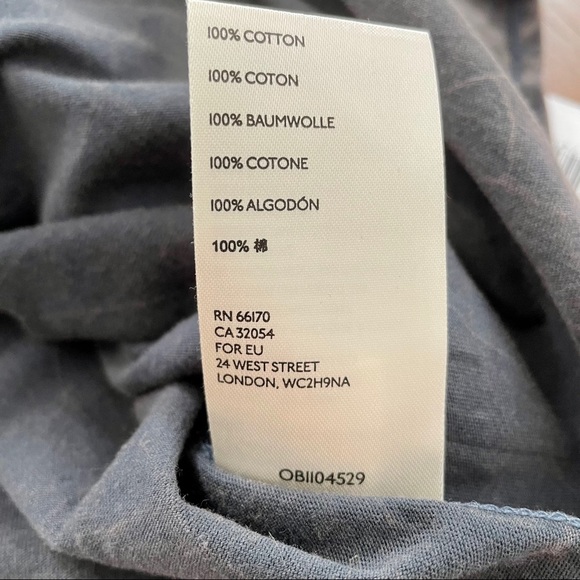 100% COTTON
100% COTON
100% BAUMWOLLE
100% COTONE
100% ALGODÓN
100% 棉
RN 66170
CA 32054
FOR EU
24 WEST STREET
LONDON, WC2H9NA
OB1104529